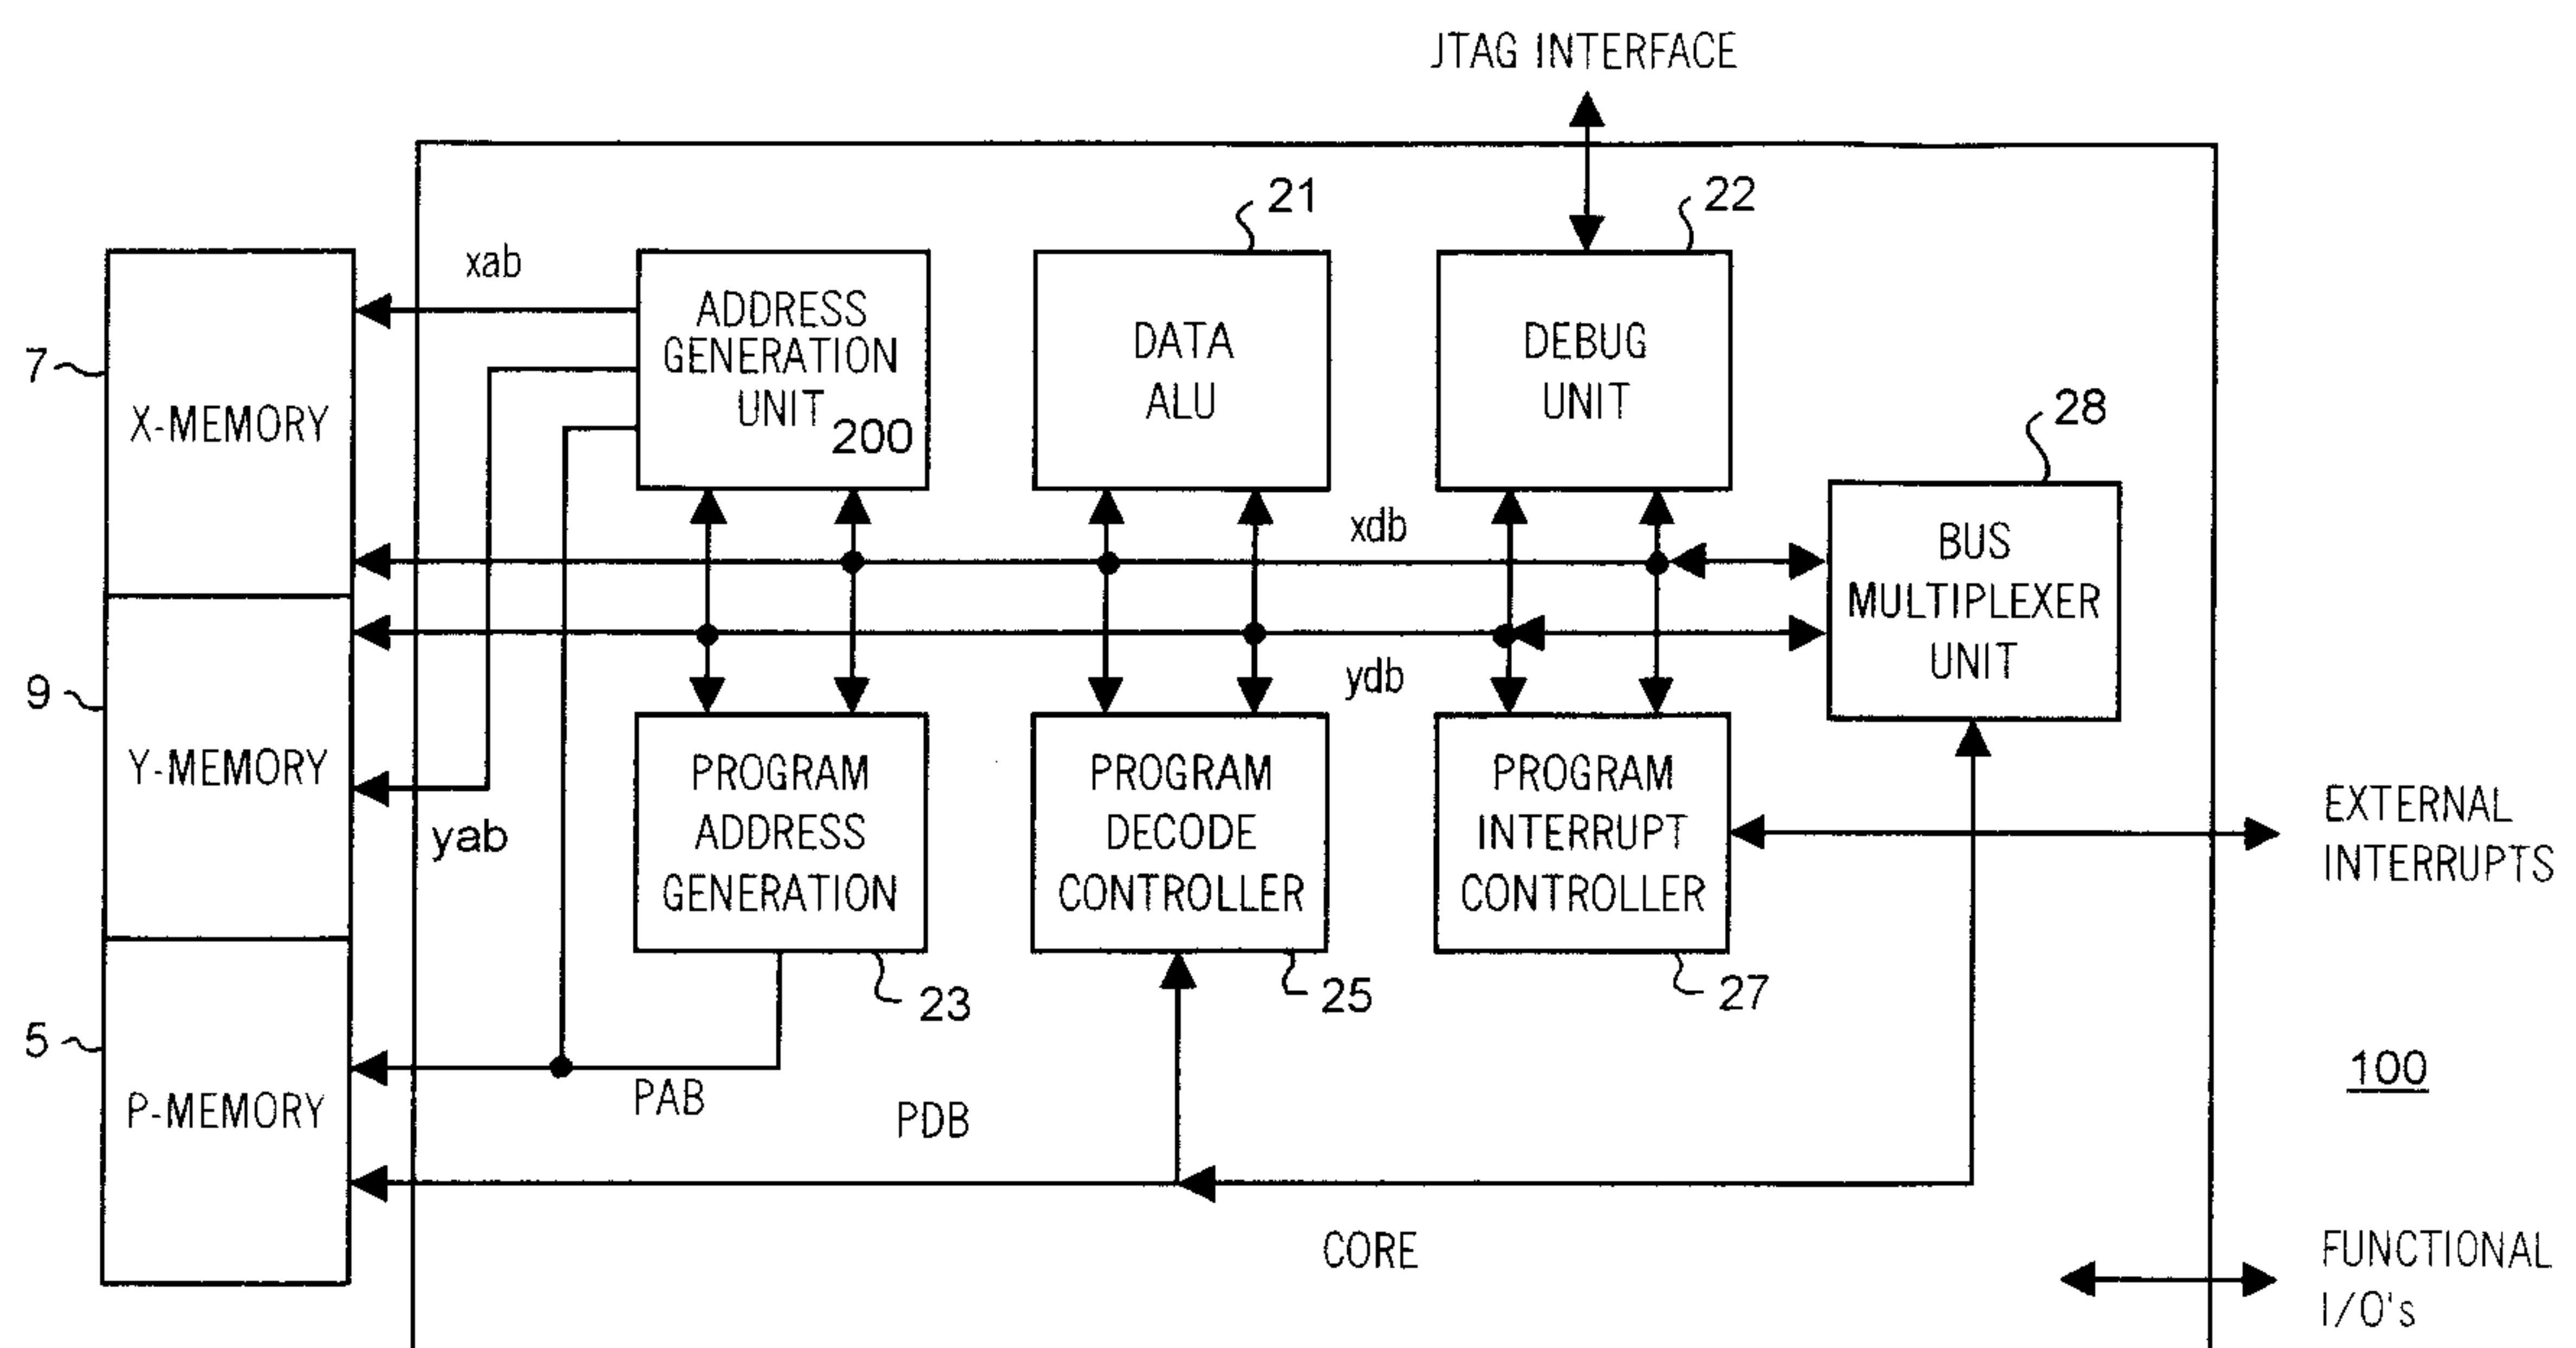 JTAG INTERFACE
21
22
xab
7
ADDRESS
GENERATION
UNIT
200
DATA
ALU
DEBUG
UNIT
28
X-MEMORY
xdb
BUS
MULTIPLEXER
UNIT
ydb
9
Y-MEMORY
yab
PROGRAM
ADDRESS
GENERATION
PROGRAM
DECODE
CONTROLLER
PROGRAM
INTERRUPT
CONTROLLER
EXTERNAL
INTERRUPTS
23
25
27
5
P-MEMORY
PAB
PDB
100
CORE
FUNCTIONAL
I/O's